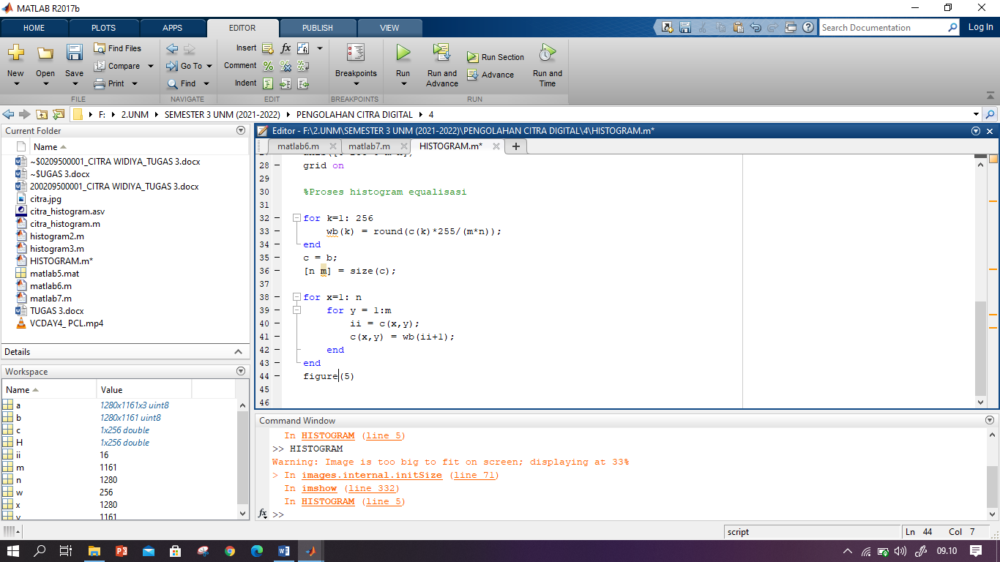 MATLAB R2017b
HOME PLOTS APPS EDITOR PUBLISH VIEW Search Documentation Log In
New Open Save Find Files Compare Print
Go To Find
Insert fx Comment Indent
Breakpoints
Run Run and Advance Run Section Advance Run and Time
FILE NAVIGATE EDIT BREAKPOINTS RUN
F: 2.UNM SEMESTER 3 UNM (2021-2022) PENGOLAHAN CITRA DIGITAL 4
Current Folder
Name
~$0209500001_CITRA WIDIYA_TUGAS 3.docx
~$UGAS 3.docx
200209500001_CITRA WIDIYA_TUGAS 3.docx
citra.jpg
citra_histogram.asv
citra_histogram.m
histogram2.m
histogram3.m
HISTOGRAM.m*
matlab5.mat
matlab6.m
matlab7.m
TUGAS 3.docx
VCDAY4_ PCL.mp4
Details
Workspace
Name Value
a 1280x1161x3 uint8
b 1280x1161 uint8
c 1x256 double
H 1x256 double
ii 16
m 1161
n 1280
w 256
x 1280
y 1161
Editor - F:\2.UNM\SEMESTER 3 UNM (2021-2022)\PENGOLAHAN CITRA DIGITAL\4\HISTOGRAM.m*
matlab6.m matlab7.m HISTOGRAM.m*
28 grid on
29
30 %Proses histogram equalisasi
31
32 for k=1: 256
33 wb(k) = round(c(k)*255/(m*n));
34 end
35 c = b;
36 [n m] = size(c);
37
38 for x=1: n
39 for y = 1:m
40 ii = c(x,y);
41 c(x,y) = wb(ii+1);
42 end
43 end
44 figure(5)
45
46
Command Window
In HISTOGRAM (line 5)
>> HISTOGRAM
Warning: Image is too big to fit on screen; displaying at 33%
> In images.internal.initSize (line 71)
In imshow (line 332)
In HISTOGRAM (line 5)
fx >>
script Ln 44 Col 7
09.10